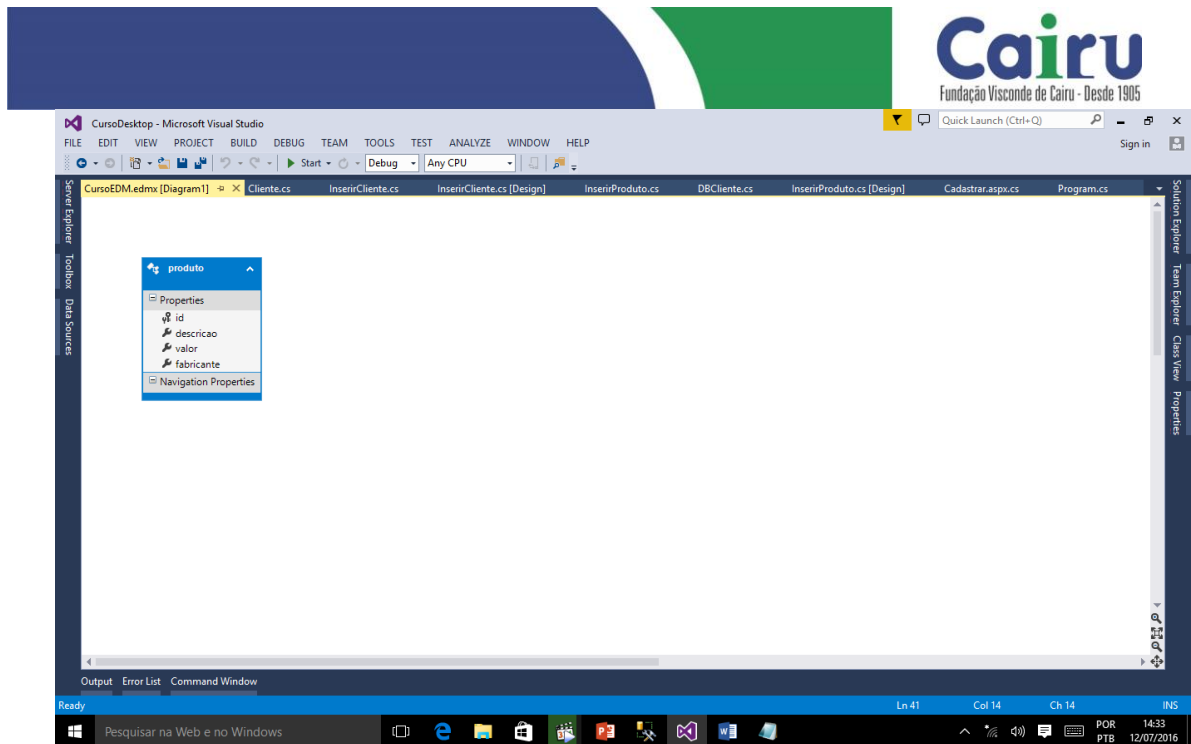 Cairu
Fundação Visconde de Cairu - Desde 1905
CursoDesktop - Microsoft Visual Studio
Quick Launch (Ctrl+Q)
FILE EDIT VIEW PROJECT BUILD DEBUG TEAM TOOLS TEST ANALYZE WINDOW HELP
Sign in
Start Debug Any CPU
CursoEDM.edmx [Diagram1] Cliente.cs InserirCliente.cs InserirCliente.cs [Design] InserirProduto.cs DBCliente.cs InserirProduto.cs [Design] Cadastrar.aspx.cs Program.cs
Server Explorer Toolbox Data Sources
Solution Explorer Team Explorer Class View Properties
produto
Properties
id
descricao
valor
fabricante
Navigation Properties
Output Error List Command Window
Ready Ln 41 Col 14 Ch 14 INS
Pesquisar na Web e no Windows
POR 14:33
PTB 12/07/2016